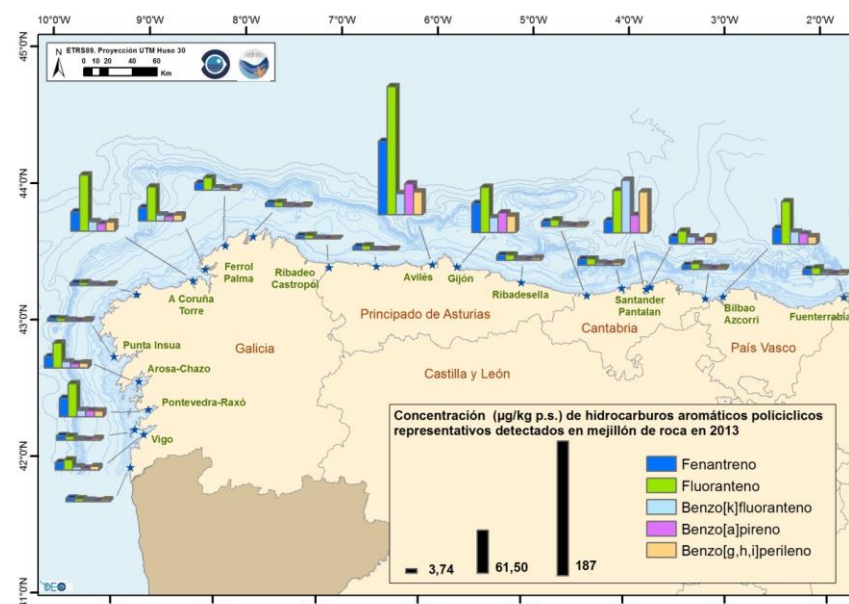 10°0'W 9°0'W 8°0'W 7°0'W 6°0'W 5°0'W 4°0'W 3°0'W 2°0'W
45°0'N
ETRS89. Proyección UTM Huso 30
N
0 10 20 40 60
Km
44°0'N
Ferrol
Palma
Ribadeo
Castropol
Avilés
Gijón
A Coruña
Torre
Ribadesella
Santander
Pantalan
Bilbao
Azcorri
Fuenterrabia
43°0'N
Principado de Asturias
Cantabria
País Vasco
Punta Insua
Galicia
Arosa-Chazo
Castilla y León
Pontevedra-Raxó
Vigo
42°0'N
Concentración (µg/kg p.s.) de hidrocarburos aromáticos policiclicos
representativos detectados en mejillón de roca en 2013
Fenantreno
Fluoranteno
Benzo[k]fluoranteno
Benzo[a]pireno
Benzo[g,h,i]perileno
3,74
61,50
187
41°0'N